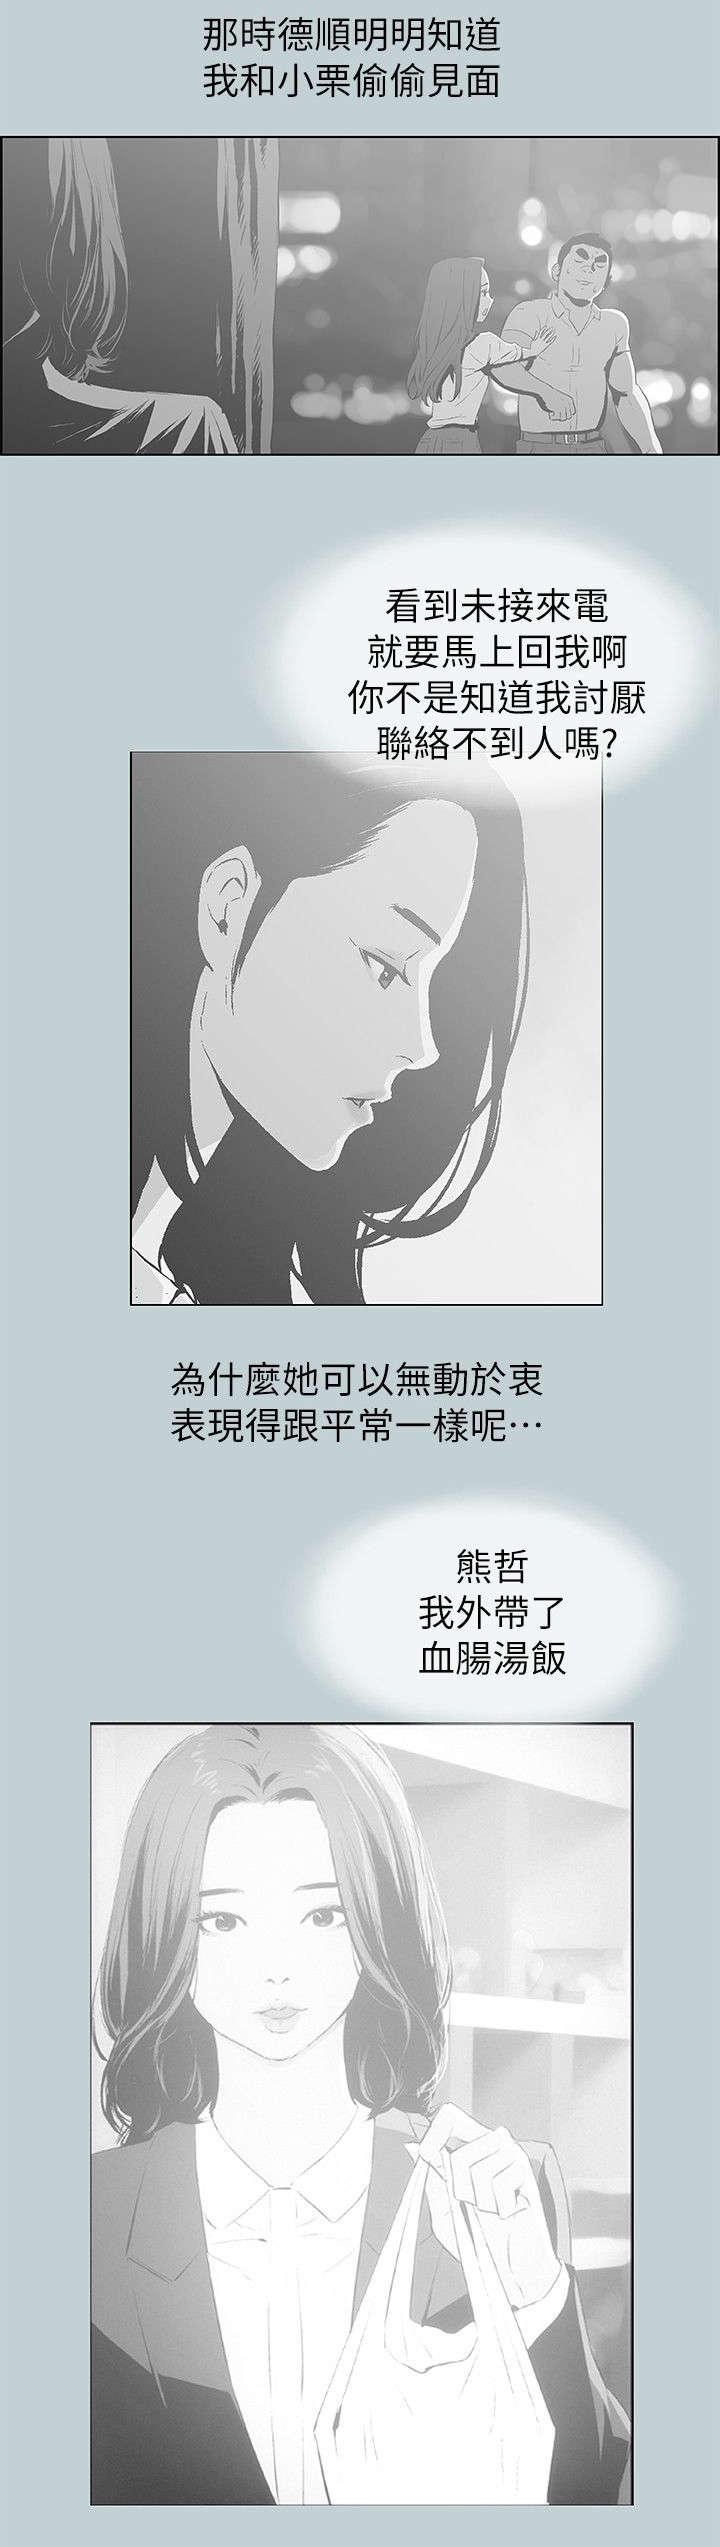 那時德順明明知道
我和小栗偷偷見面
看到未接來電
就要馬上回我啊
你不是知道我討厭
聯絡不到人嗎?
為什麼她可以無動於衷
表現得跟平常一樣呢⋯
熊哲
我外帶了
血腸湯飯